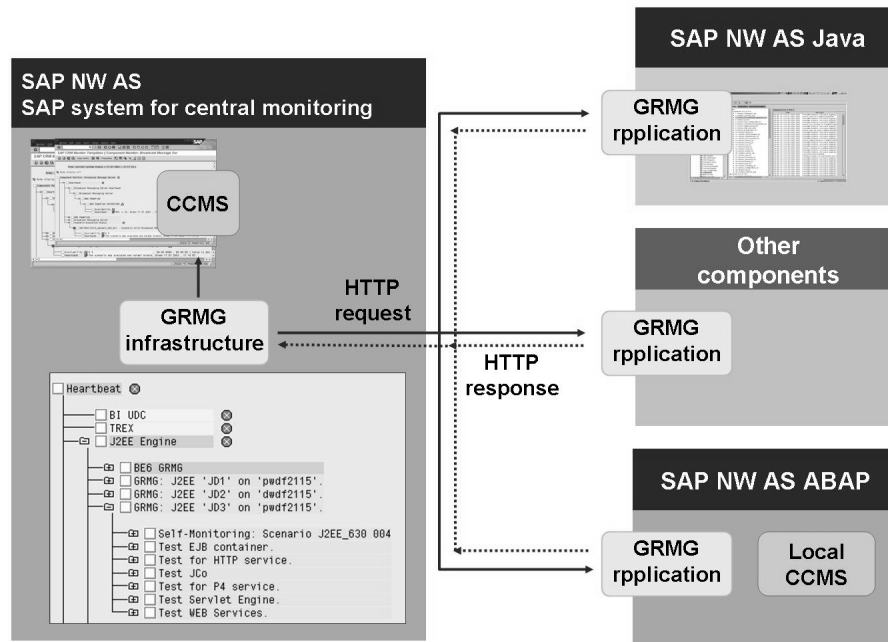 SAP NW AS
SAP system for central monitoring
CCMS
GRMG
infrastructure
HTTP
request
HTTP
response
Heartbeat
BI UDC
TREX
J2EE Engine
BE6 GRMG
GRMG: J2EE 'JD1' on 'pwdf2115'.
GRMG: J2EE 'JD2' on 'dwdf2115'.
GRMG: J2EE 'JD3' on 'pwdf2115'.
Self-Monitoring: Scenario J2EE_630 004
Test EJB container.
Test for HTTP service.
Test JCo
Test for P4 service.
Test Servlet Engine.
Test WEB Services.
SAP NW AS Java
GRMG
rpplication
Other
components
GRMG
rpplication
SAP NW AS ABAP
GRMG
rpplication
Local
CCMS